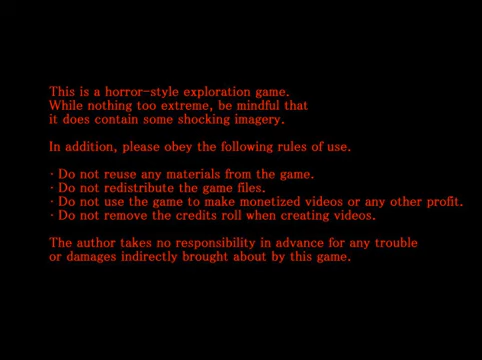 This is a horror-style exploration game.
While nothing too extreme, be mindful that
it does contain some shocking imagery.
In addition, please obey the following rules of use.
· Do not reuse any materials from the game.
· Do not redistribute the game files.
· Do not use the game to make monetized videos or any other profit.
· Do not remove the credits roll when creating videos.
The author takes no responsibility in advance for any trouble
or damages indirectly brought about by this game.